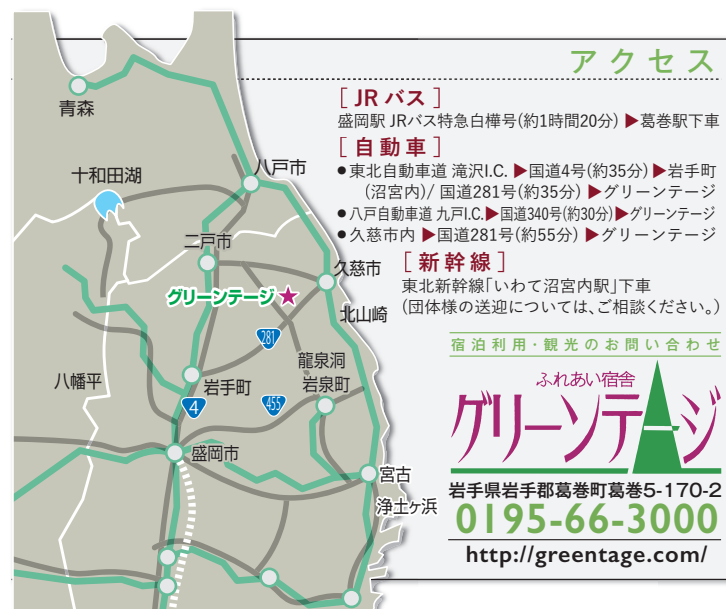 アクセス
[ JR バス ]
盛岡駅 JRバス特急白樺号(約1時間20分) ▶葛巻駅下車
[ 自動車 ]
●東北自動車道 滝沢I.C. ▶国道4号(約35分) ▶岩手町
(沼宮内)/ 国道281号(約35分) ▶グリーンテージ
●八戸自動車道 九戸I.C.▶国道340号(約30分)▶グリーンテージ
●久慈市内 ▶国道281号(約55分) ▶グリーンテージ
[ 新幹線 ]
東北新幹線「いわて沼宮内駅」下車
(団体様の送迎については、ご相談ください。)
宿泊利用・観光のお問い合わせ
ふれあい宿舎
グリーンテージ
岩手県岩手郡葛巻町葛巻5-170-2
0195-66-3000
http://greentage.com/
青森
十和田湖
八戸市
二戸市
久慈市
グリーンテージ ★
北山崎
281
龍泉洞
八幡平
岩手町
岩泉町
4
455
盛岡市
宮古
浄土ヶ浜